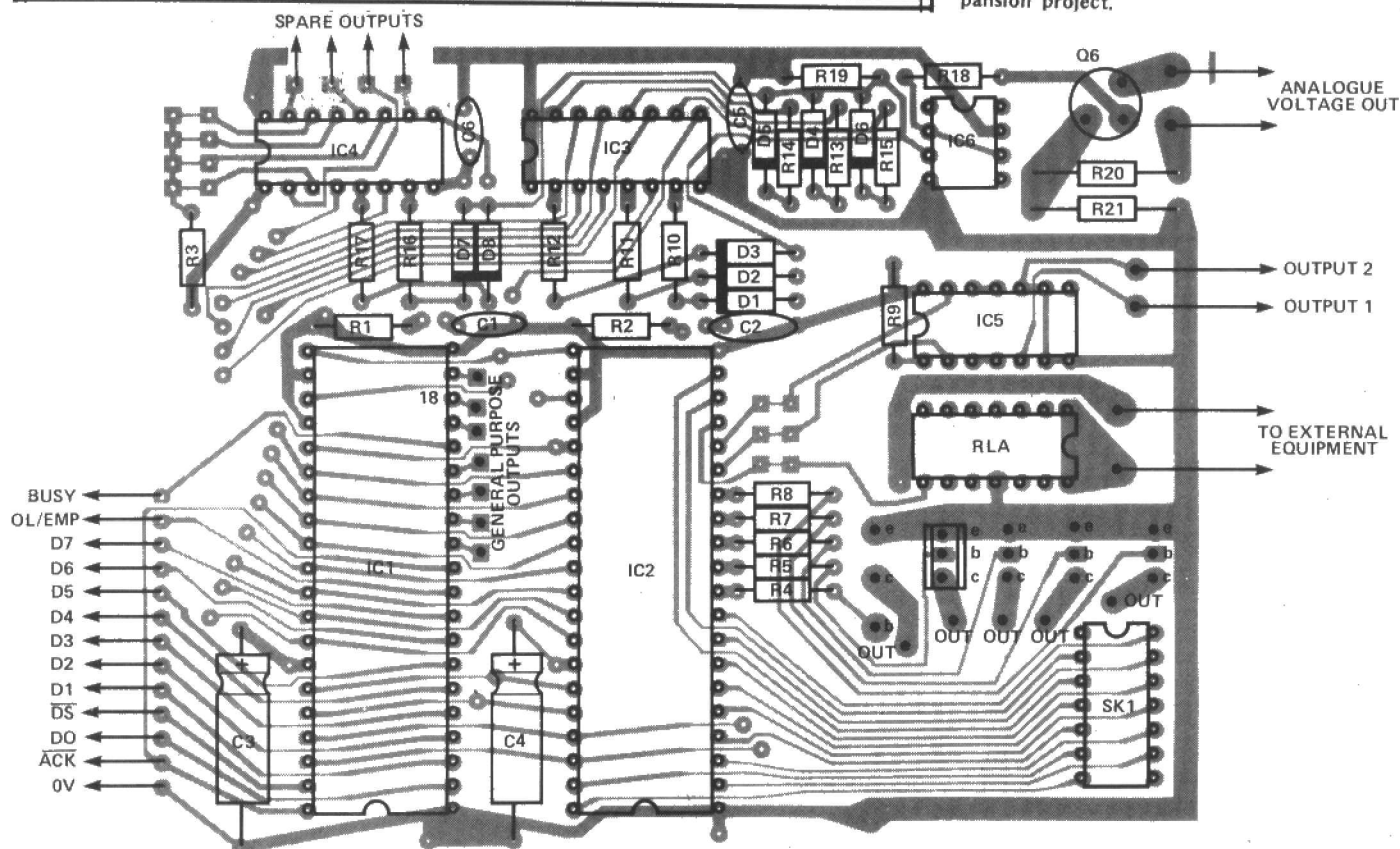 pansion project.
SPARE OUTPUTS
Q6
R19
R18
ANALOGUE
VOLTAGE OUT
C6
C5
IC4
IC3
D5
R14
D4
R13
D6
R15
IC6
R20
R21
R3
R17
R16
D7
D8
R12
R11
R10
D3
D2
D1
OUTPUT 2
OUTPUT 1
R1
C1
R2
C2
R9
IC5
18
GENERAL PURPOSE
OUTPUTS
RLA
TO EXTERNAL
EQUIPMENT
BUSY
OL/EMP
D7
D6
D5
D4
D3
D2
D1
D̅S̅
DO
A̅C̅K̅
0V
IC1
IC2
R8
R7
R6
R5
R4
e e e e e
b b b b
c c c c c
b
OUT
OUT OUT OUT
OUT
C3
+
C4
+
SK1